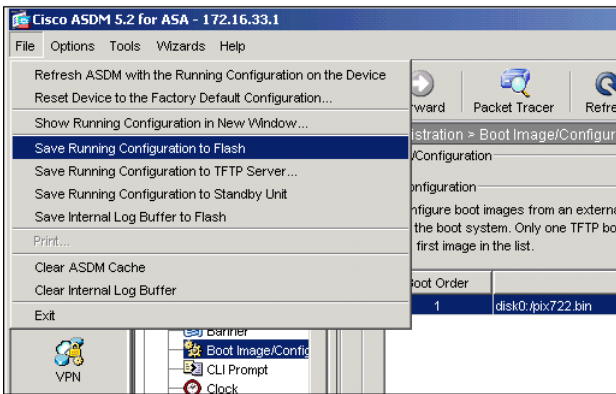 Cisco ASDM 5.2 for ASA - 172.16.33.1
File Options Tools Wizards Help
Refresh ASDM with the Running Configuration on the Device
Reset Device to the Factory Default Configuration...
Show Running Configuration in New Window...
Save Running Configuration to Flash
Save Running Configuration to TFTP Server...
Save Running Configuration to Standby Unit
Save Internal Log Buffer to Flash
Print...
Clear ASDM Cache
Clear Internal Log Buffer
Exit
rward Packet Tracer Refre
istration > Boot Image/Configur
/Configuration
onfiguration
nfigure boot images from an externa
the boot system. Only one TFTP bo
first image in the list.
Boot Order
1 disk0:/pix722.bin
Banner
Boot Image/Config
CLI Prompt
Clock
VPN